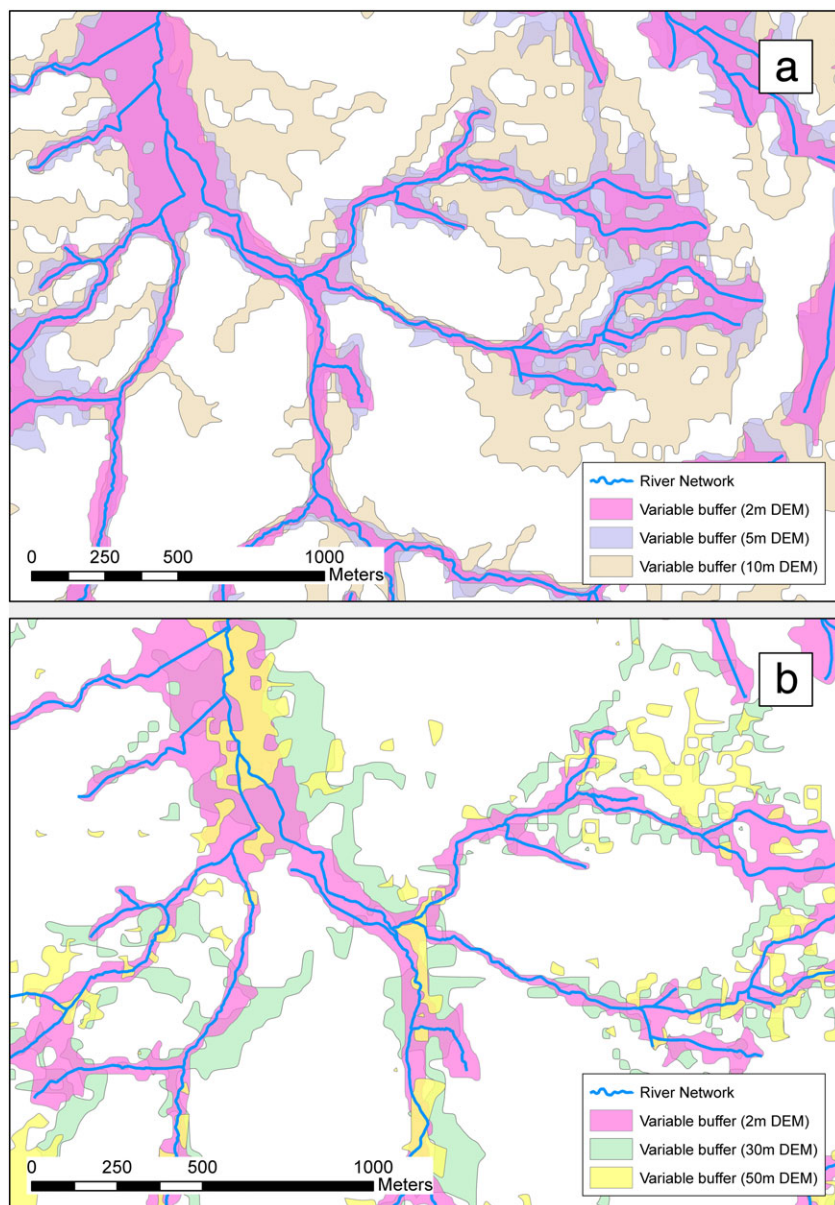 a
River Network
Variable buffer (2m DEM)
Variable buffer (5m DEM)
Variable buffer (10m DEM)
0 250 500 1000
Meters
b
River Network
Variable buffer (2m DEM)
Variable buffer (30m DEM)
Variable buffer (50m DEM)
0 250 500 1000
Meters